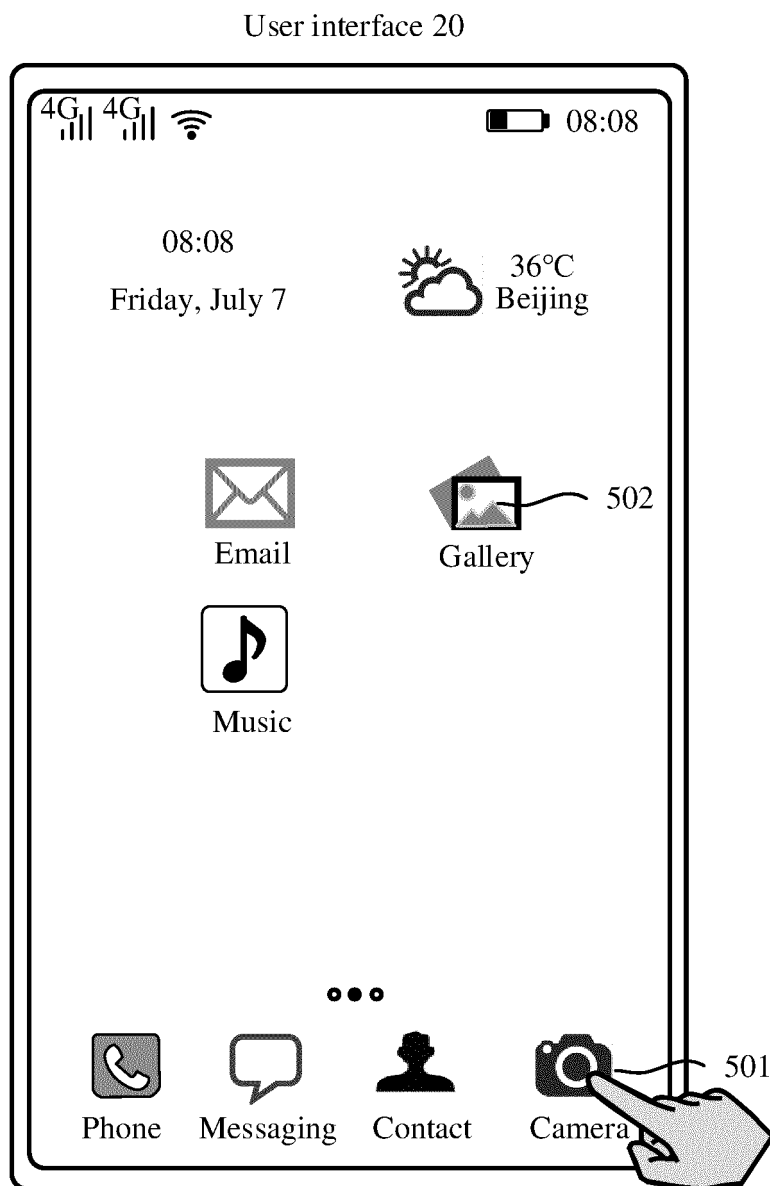 User interface 20
4G 4G 08:08
08:08
Friday, July 7
36°C
Beijing
502
Email
Gallery
Music
501
Phone Messaging Contact Camera